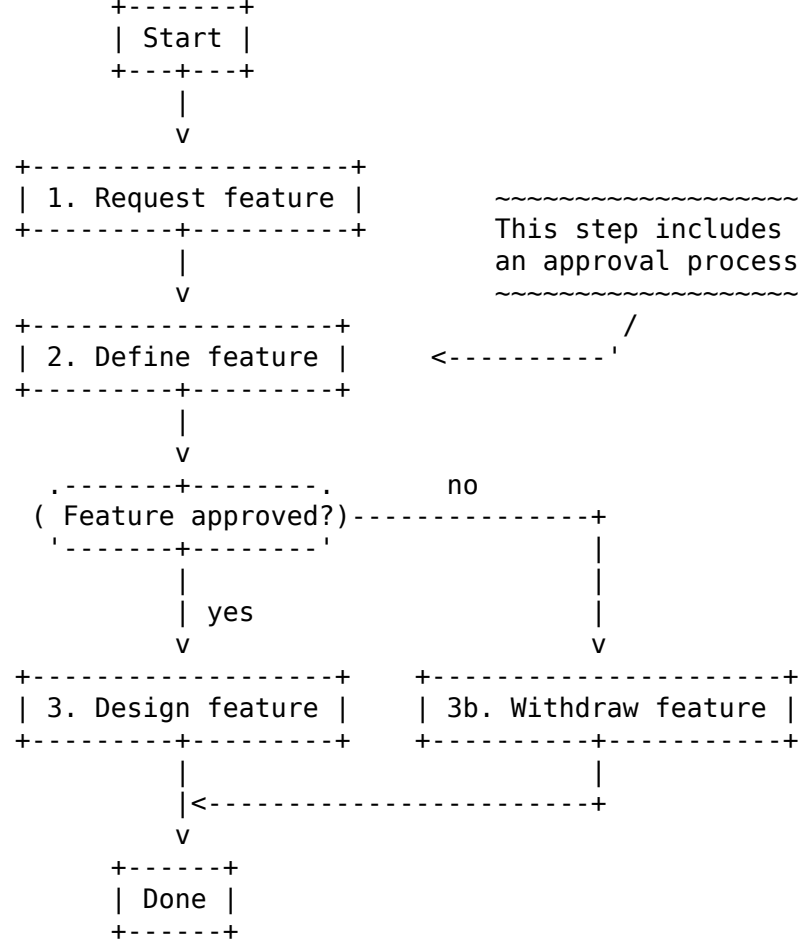 Start
1. Request feature
This step includes
an approval process
2. Define feature
no
Feature approved?
yes
3. Design feature
3b. Withdraw feature
Done